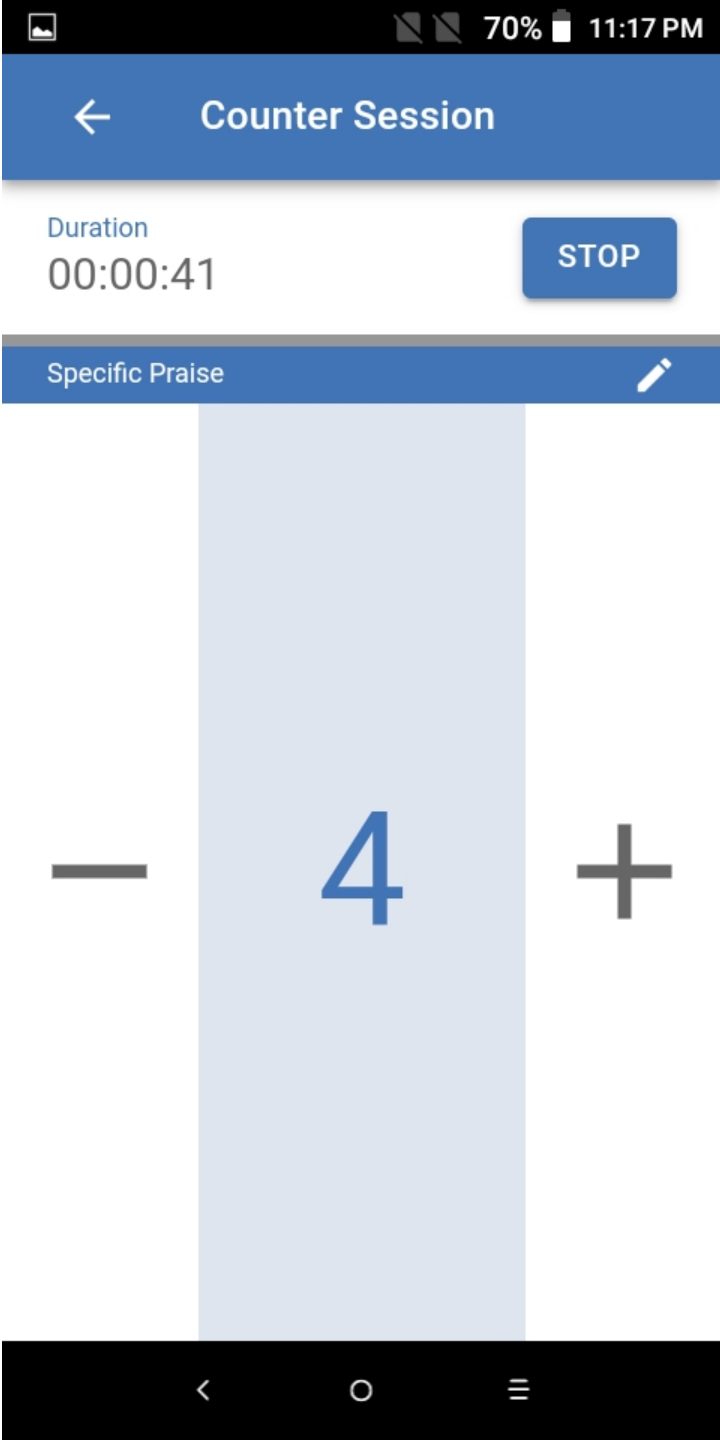 70% 11:17 PM
Counter Session
Duration
00:00:41
STOP
Specific Praise
4